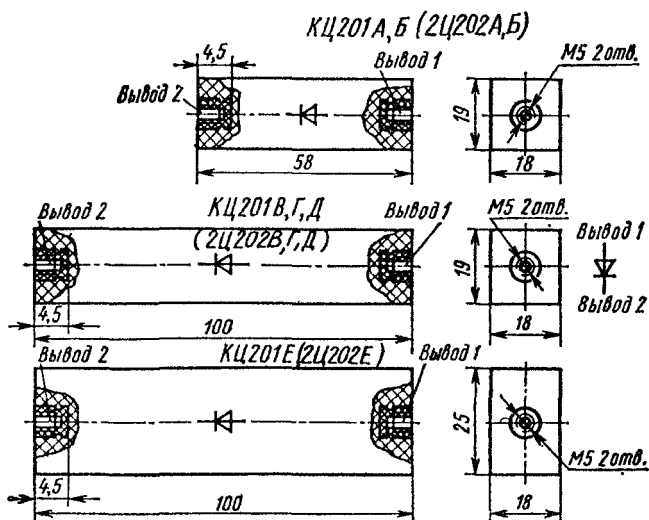 КЦ201А,Б (2Ц202А,Б)
4,5
Вывод 1
М5 2отв.
Вывод 2
19
58
18
Вывод 2
КЦ201В,Г,Д
Вывод 1
М5 2отв.
(2Ц202В,Г,Д)
Вывод 1
19
Вывод 2
4,5
18
100
Вывод 2
КЦ201Е(2Ц202Е)
Вывод 1
25
М5 2отв.
4,5
100
18